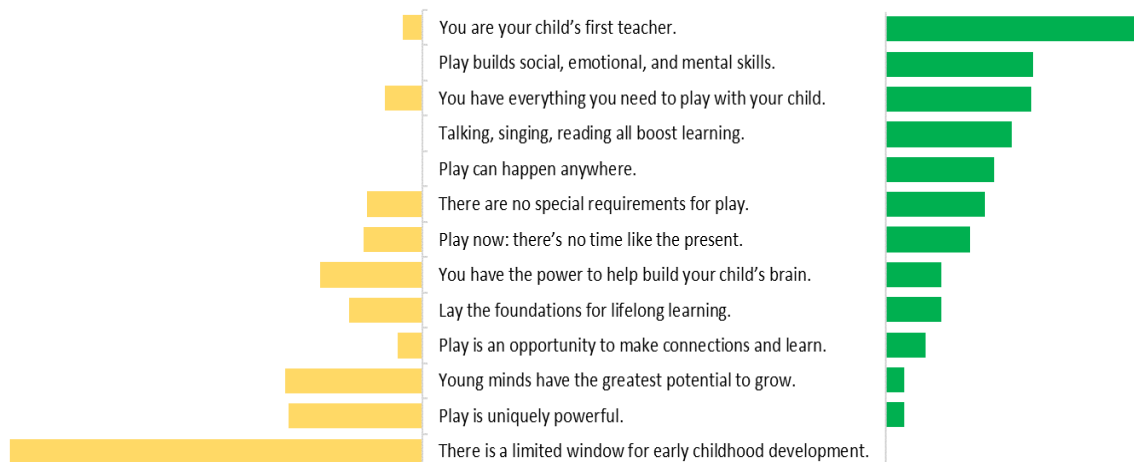 You are your child’s first teacher.
Play builds social, emotional, and mental skills.
You have everything you need to play with your child.
Talking, singing, reading all boost learning.
Play can happen anywhere.
There are no special requirements for play.
Play now: there’s no time like the present.
You have the power to help build your child’s brain.
Lay the foundations for lifelong learning.
Play is an opportunity to make connections and learn.
Young minds have the greatest potential to grow.
Play is uniquely powerful.
There is a limited window for early childhood development.